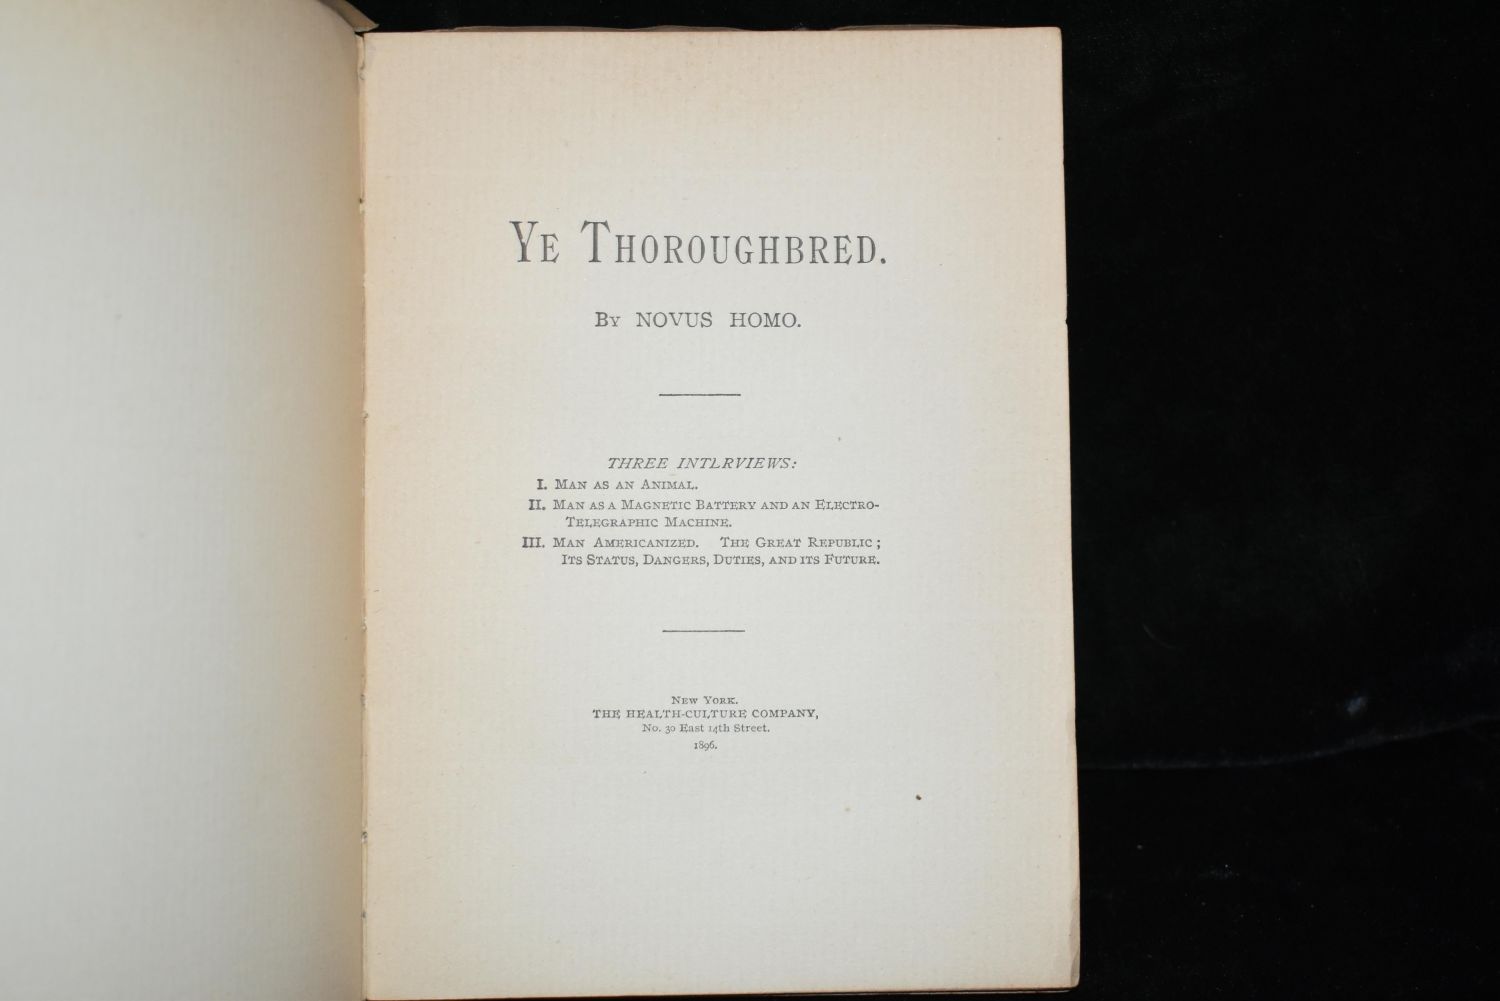 YE THOROUGHBRED.
BY NOVUS HOMO.
THREE INTLRVIEWS:
I. MAN AS AN ANIMAL.
II. MAN AS A MAGNETIC BATTERY AND AN ELECTRO-
TELEGRAPHIC MACHINE.
III. MAN AMERICANIZED. THE GREAT REPUBLIC;
ITS STATUS, DANGERS, DUTIES, AND ITS FUTURE.
NEW YORK.
THE HEALTH-CULTURE COMPANY,
No. 30 East 14th Street.
1896.